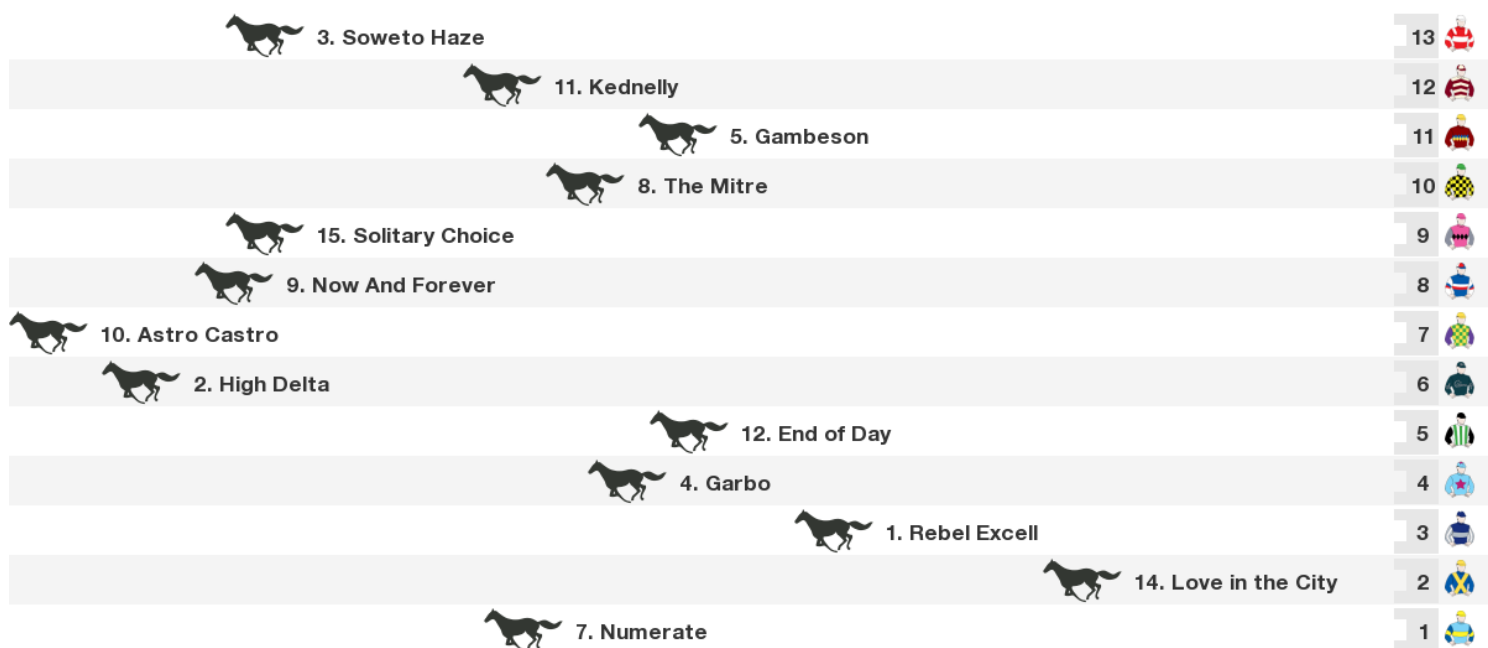 3. Soweto Haze 13
11. Kednelly 12
5. Gambeson 11
8. The Mitre 10
15. Solitary Choice 9
9. Now And Forever 8
10. Astro Castro 7
2. High Delta 6
12. End of Day 5
4. Garbo 4
1. Rebel Excell 3
14. Love in the City 2
7. Numerate 1